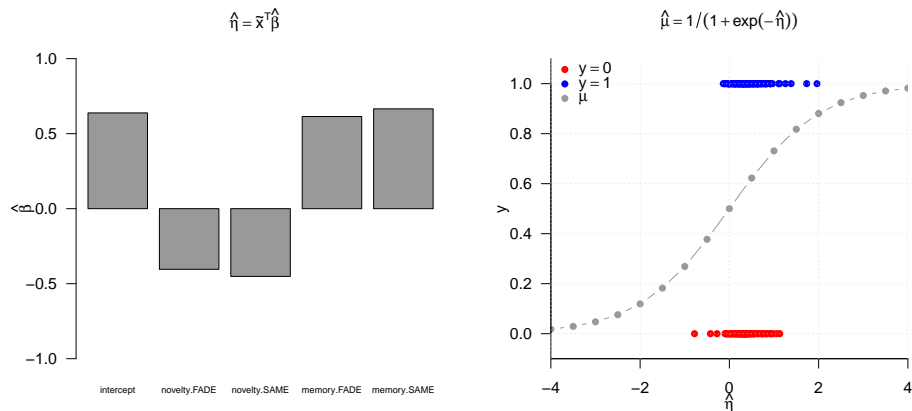 η̂ = x̃ᵀβ̂
1.0
0.5
0.0
−0.5
−1.0
β̂
intercept
novelty.FADE
novelty.SAME
memory.FADE
memory.SAME
μ̂ = 1/(1 + exp(−η̂))
y = 0
y = 1
μ̂
1.0
0.8
0.6
0.4
0.2
0.0
y
−4
−2
0
2
4
η̂